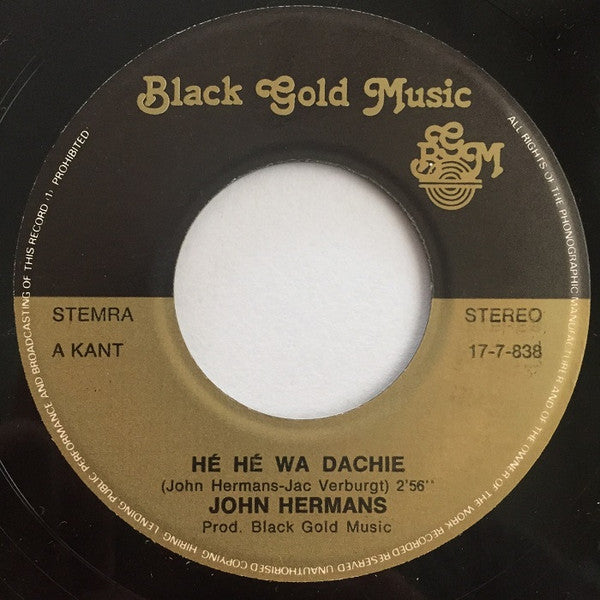 Black Gold Music
BGM
STEMRA
STEREO
A KANT
17-7-838
HÉ HÉ WA DACHIE
(John Hermans-Jac Verburgt) 2'56''
JOHN HERMANS
Prod. Black Gold Music
ALL RIGHTS OF THE PHONOGRAPHIC MANUFACTURER AND OF THE OWNER OF THE WORK RECORDED RESERVED UNAUTHORISED COPYING HIRING LENDING PUBLIC PERFORMANCE AND BROADCASTING OF THIS RECORD (1) PROHIBITED